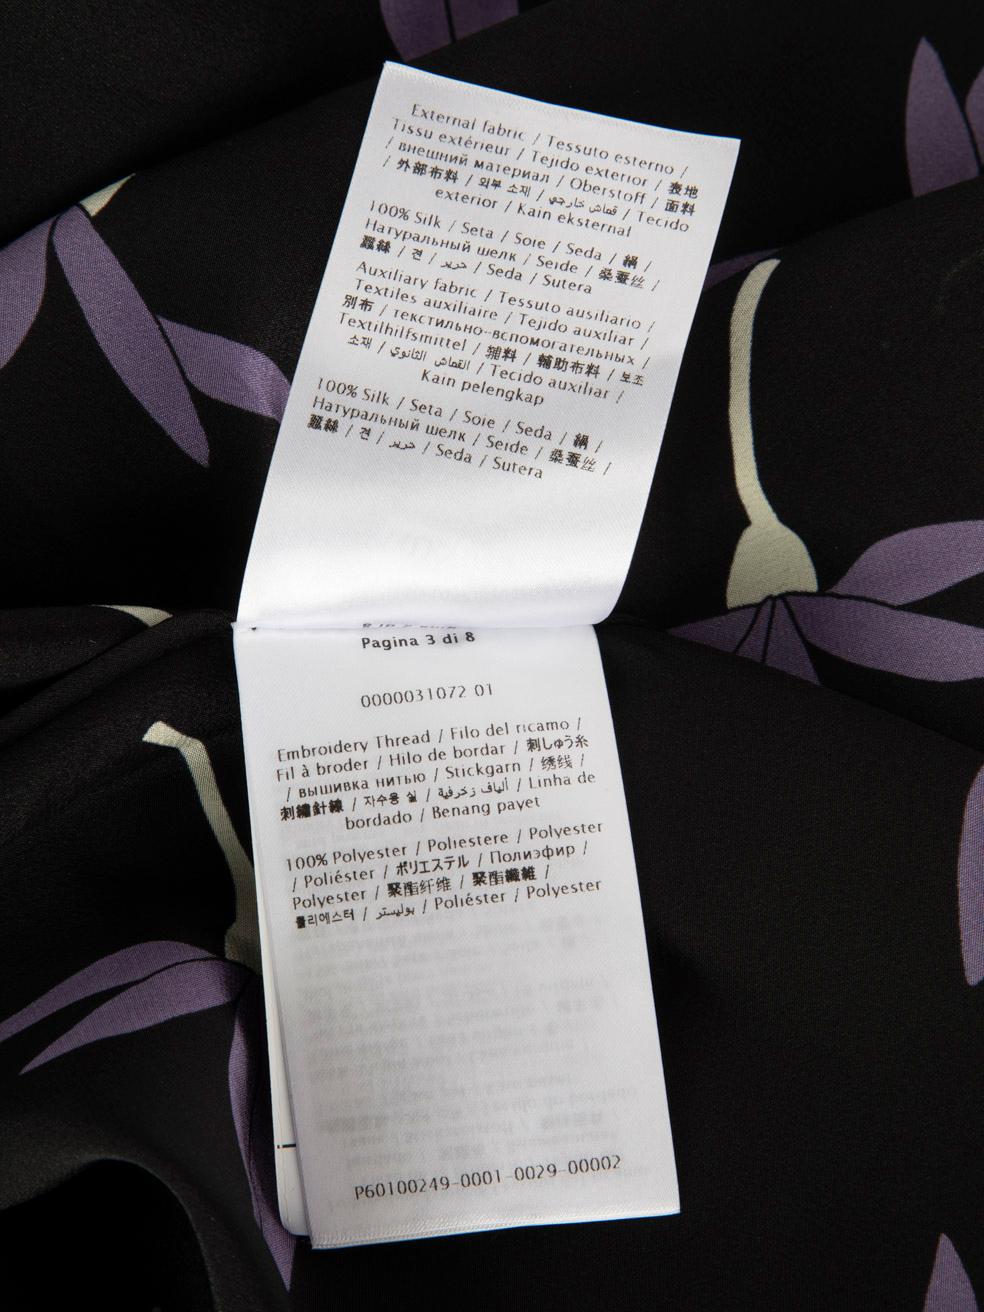 External fabric / Tessuto esterno /
Tissu extérieur / Tejido exterior / 表地
/ внешний материал / Oberstoff / 面料
/ 外部布料 / 외부 소재 / قماش خارجي / Tecido
exterior / Kain eksternal
100% Silk / Seta / Soie / Seda / 絹 /
Натуральный шелк / Seide / 桑蚕丝 /
蠶絲 / 견 / حرير / Seda / Sutera
Auxiliary fabric / Tessuto ausiliario /
Textiles auxiliaire / Tejido auxiliar /
別布 / текстильно-вспомогательных /
Textilhilfsmittel / 辅料 / 輔助布料 / 보조
소재 / القماش الثانوي / Tecido auxiliar /
Kain pelengkap
100% Silk / Seta / Soie / Seda / 絹 /
Натуральный шелк / Seide / 桑蚕丝 /
蠶絲 / 견 / حرير / Seda / Sutera
Pagina 3 di 8
0000031072 01
Embroidery Thread / Filo del ricamo /
Fil à broder / Hilo de bordar / 刺しゅう糸
/ вышивка нитью / Stickgarn / 绣线 /
刺繡針線 / 자수용 실 / ألياف زخرفية / Linha de
bordado / Benang payet
100% Polyester / Poliestere / Polyester
/ Poliéster / ポリエステル / Полиэфир /
Polyester / 聚酯纤维 / 聚酯纖維 /
폴리에스터 / بوليستر / Poliéster / Polyester
P60100249-0001-0029-00002